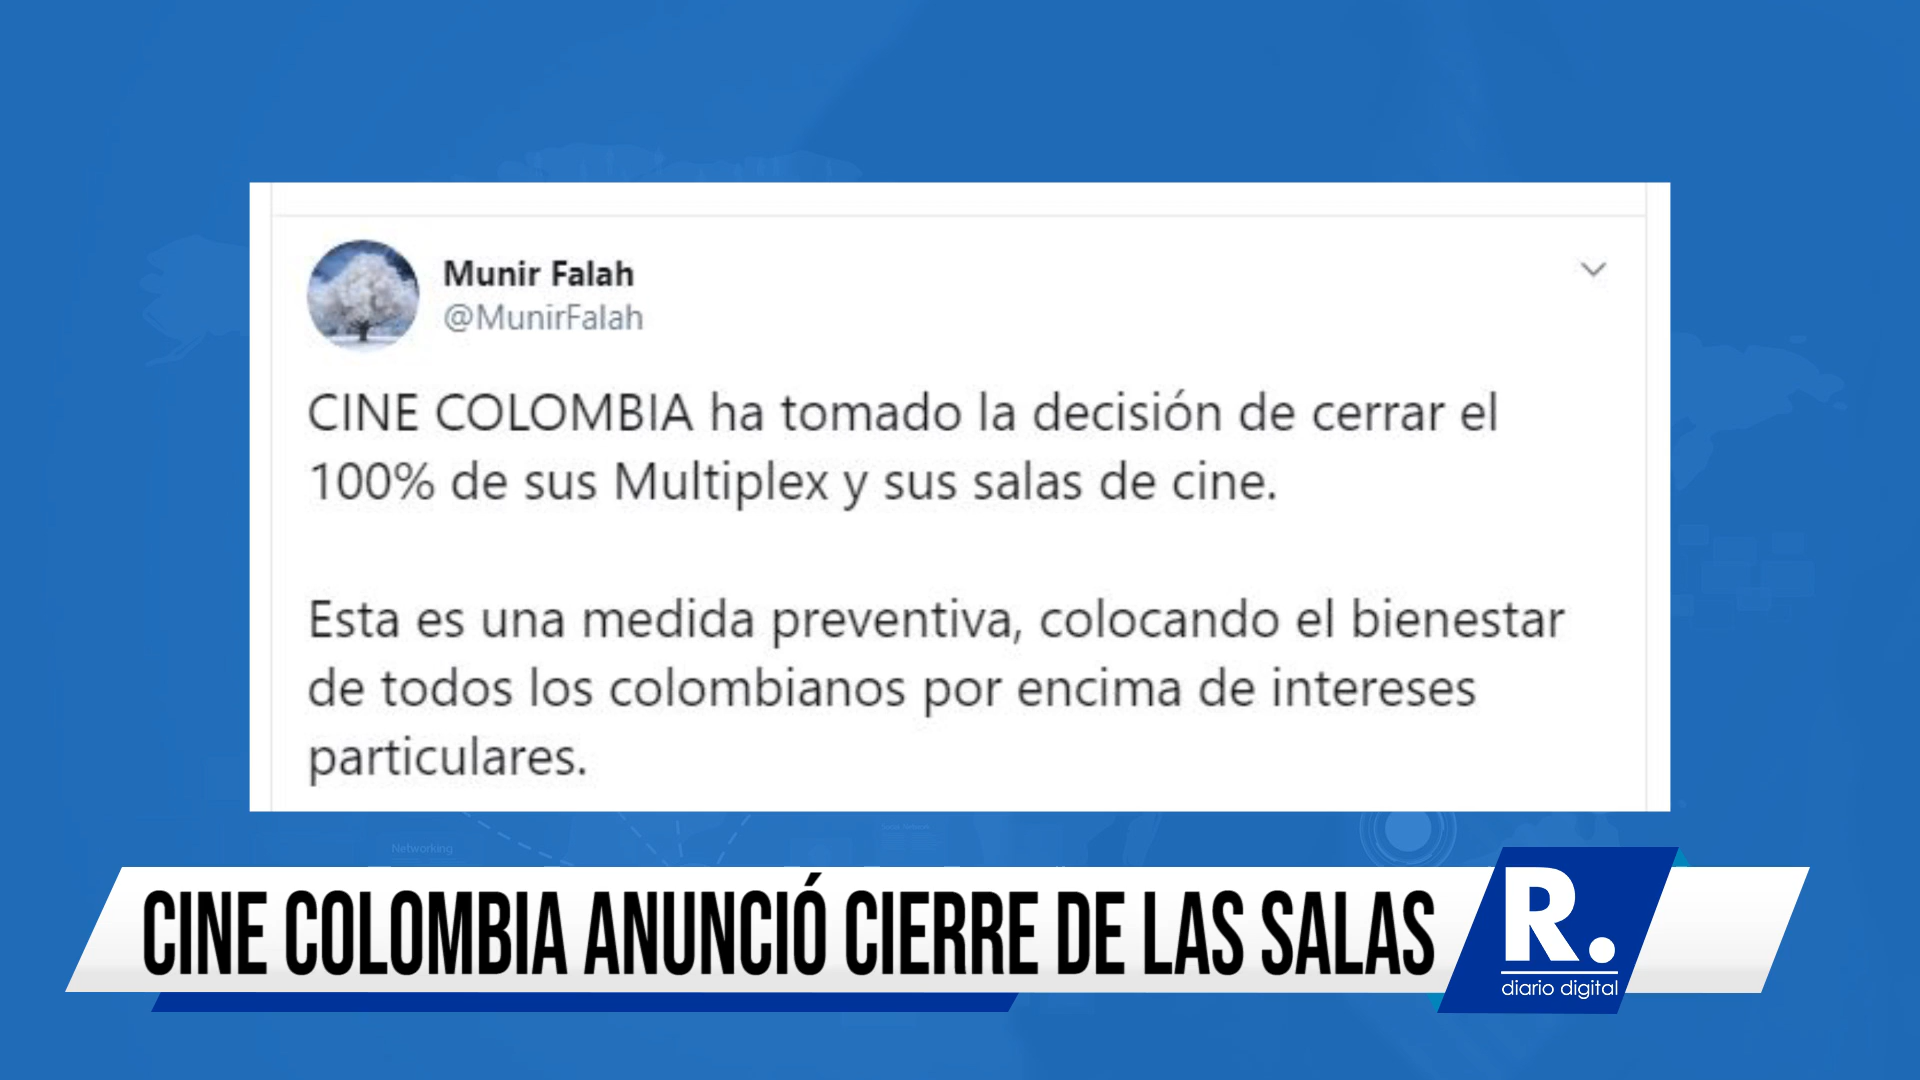 Munir Falah
@MunirFalah
CINE COLOMBIA ha tomado la decisión de cerrar el
100% de sus Multiplex y sus salas de cine.
Esta es una medida preventiva, colocando el bienestar
de todos los colombianos por encima de intereses
particulares.
Networking
CINE COLOMBIA ANUNCIÓ CIERRE DE LAS SALAS
R.
diario digital